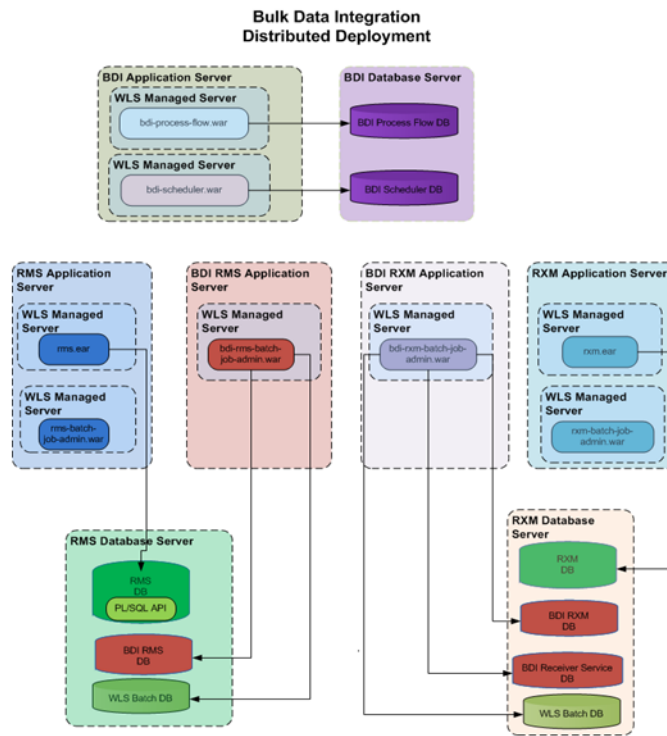 Bulk Data Integration
Distributed Deployment
BDI Application Server
WLS Managed Server
bdi-process-flow.war
WLS Managed Server
bdi-scheduler.war
BDI Database Server
BDI Process Flow DB
BDI Scheduler DB
RMS Application
Server
WLS Managed
Server
rms.ear
WLS Managed
Server
rms-batch-
job-admin.war
BDI RMS Application
Server
WLS Managed
Server
bdi-rms-batch-
job-admin.war
BDI RXM Application
Server
WLS Managed
Server
bdi-rxm-batch-job-
admin.war
RXM Application Server
WLS Managed
Server
rxm.ear
WLS Managed
Server
rxm-batch-job-
admin.war
RMS Database Server
RMS
DB
PL/SQL API
BDI RMS
DB
WLS Batch DB
RXM Database
Server
RXM
DB
BDI RXM
DB
BDI Receiver Service
DB
WLS Batch DB